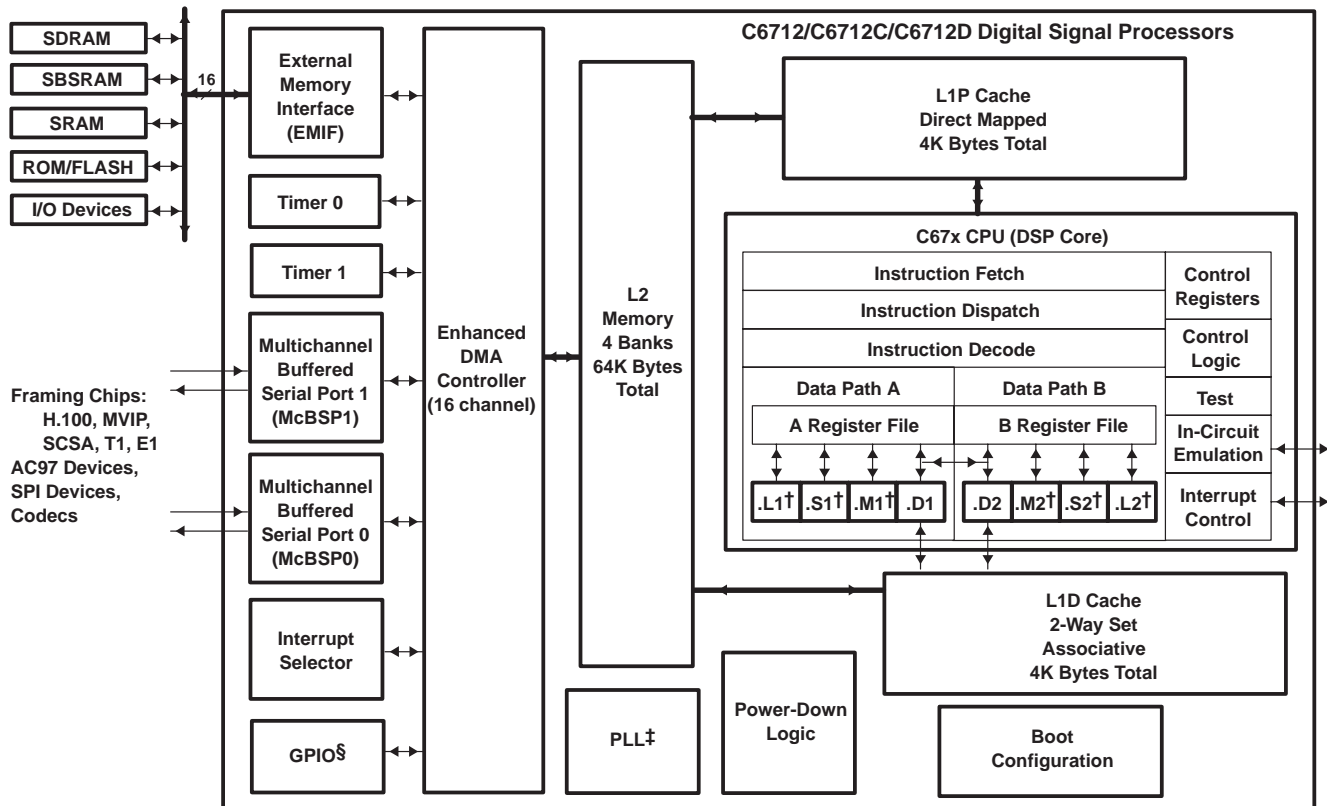 C6712/C6712C/C6712D Digital Signal Processors
SDRAM
SBSRAM
SRAM
ROM/FLASH
I/O Devices
16
External
Memory
Interface
(EMIF)
Timer 0
Timer 1
Multichannel
Buffered
Serial Port 1
(McBSP1)
Framing Chips:
H.100, MVIP,
SCSA, T1, E1
AC97 Devices,
SPI Devices,
Codecs
Multichannel
Buffered
Serial Port 0
(McBSP0)
Interrupt
Selector
GPIO§
Enhanced
DMA
Controller
(16 channel)
L2
Memory
4 Banks
64K Bytes
Total
PLL‡
Power-Down
Logic
L1P Cache
Direct Mapped
4K Bytes Total
C67x CPU (DSP Core)
Instruction Fetch
Instruction Dispatch
Instruction Decode
Data Path A
Data Path B
A Register File
B Register File
.L1† .S1† .M1† .D1
.D2 .M2† .S2† .L2†
Control
Registers
Control
Logic
Test
In-Circuit
Emulation
Interrupt
Control
L1D Cache
2-Way Set
Associative
4K Bytes Total
Boot
Configuration